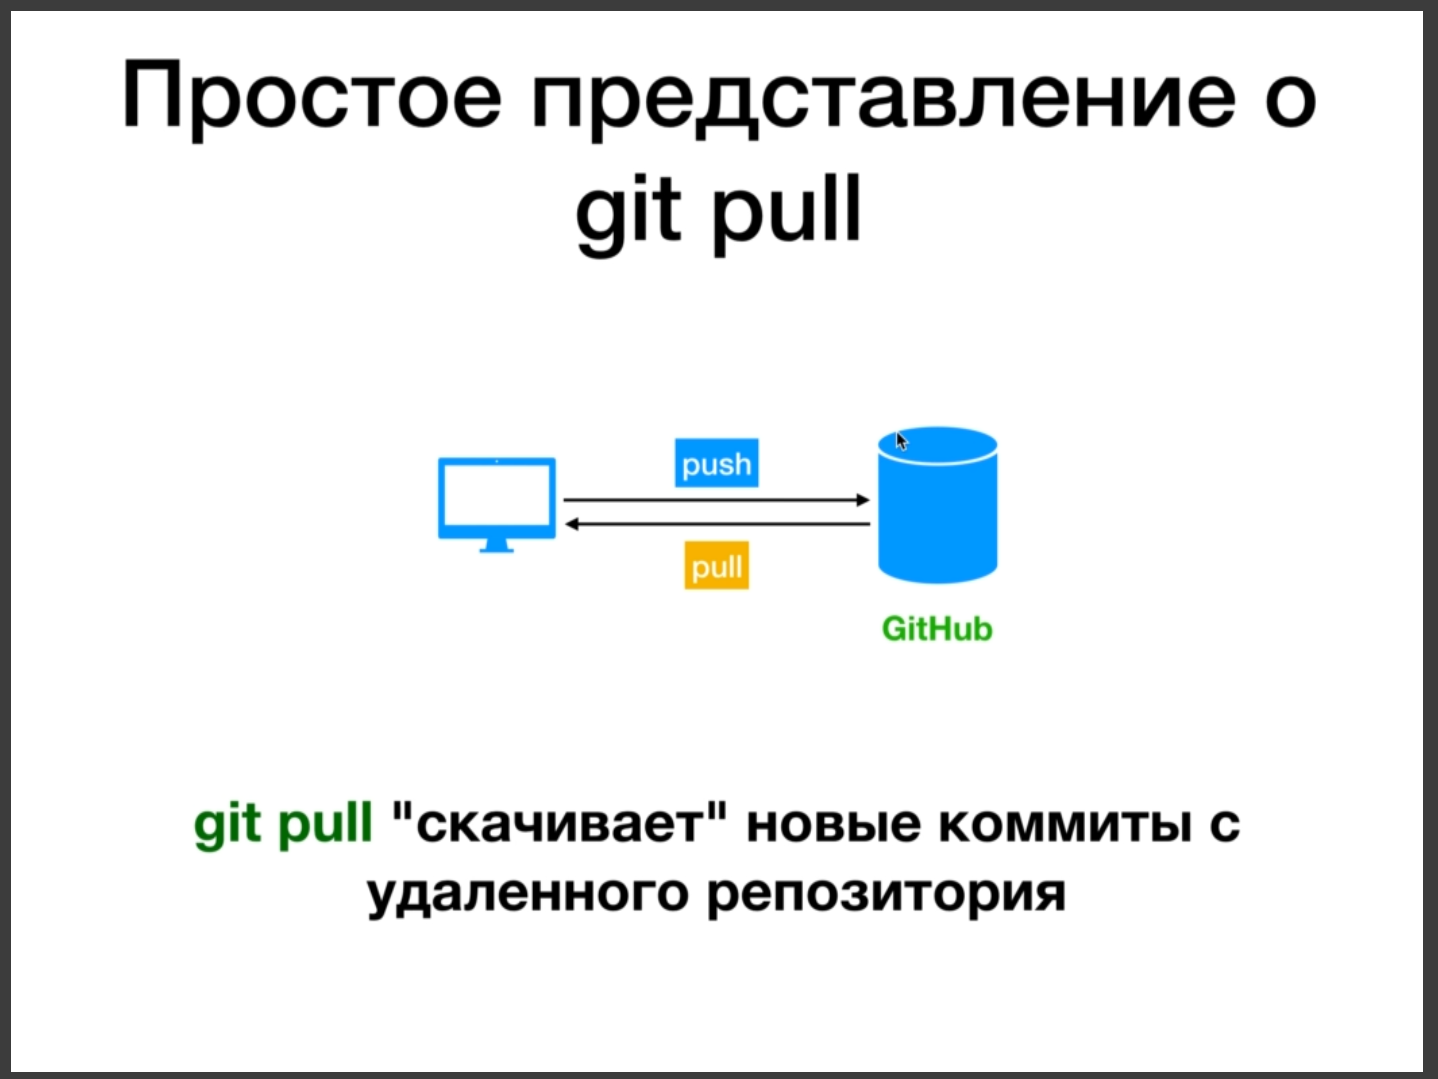 Простое представление о
git pull
push
pull
GitHub
git pull "скачивает" новые коммиты с
удаленного репозитория